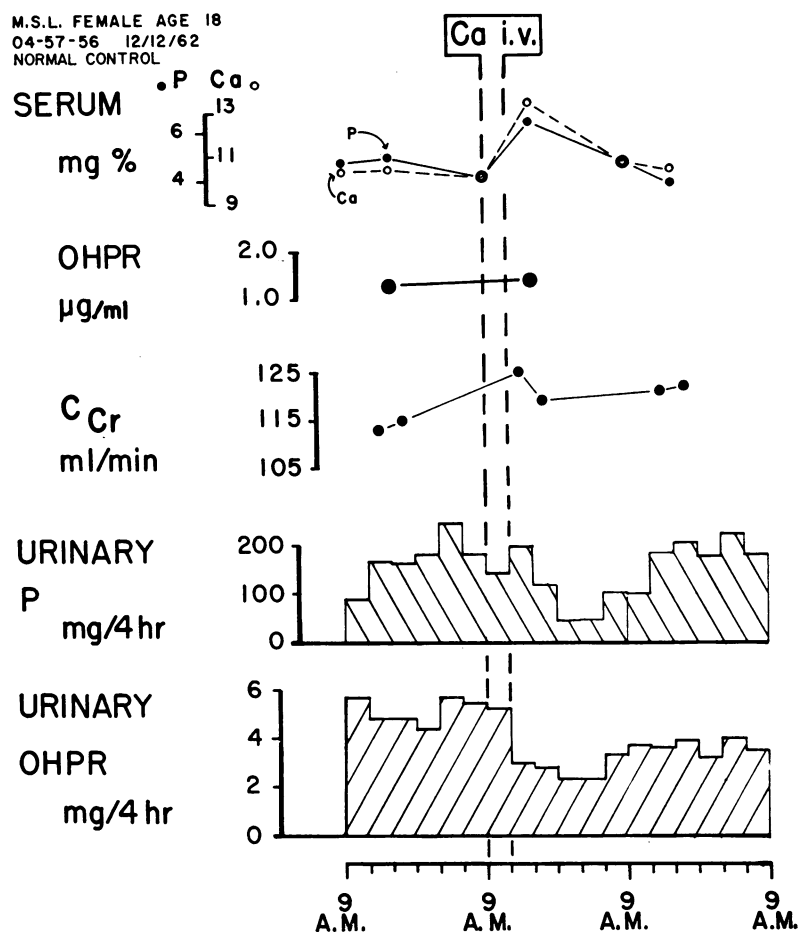 M.S.L. FEMALE AGE 18
04-57-56 12/12/62
NORMAL CONTROL
Ca i.v.
P Ca
SERUM
mg %
6
4
13
11
9
P
Ca
OHPR
µg/ml
2.0
1.0
C Cr
ml/min
125
115
105
URINARY
P
mg/4 hr
200
100
0
URINARY
OHPR
mg/4 hr
6
4
2
0
9 9 9 9
A.M. A.M. A.M. A.M.